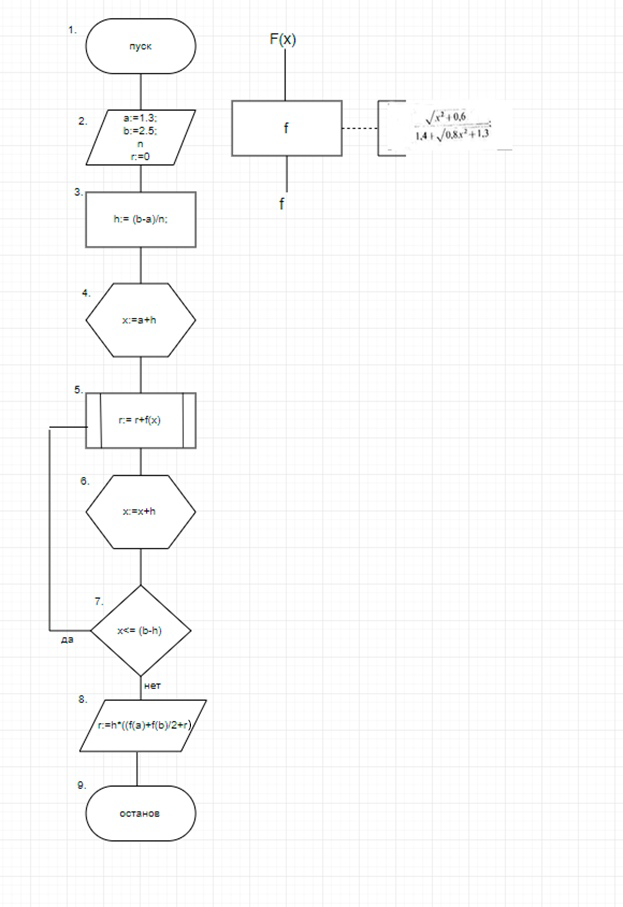 1.
пуск
2.
a:=1.3;
b:=2.5;
n
r:=0
3.
h:= (b-a)/n;
4.
x:=a+h
5.
r:= r+f(x)
6.
x:=x+h
7.
x<= (b-h)
да
нет
8.
r:=h*((f(a)+f(b)/2+r)
9.
останов
F(x)
f
f
√x²+0,6
1,4+√0,8x²+1,3;